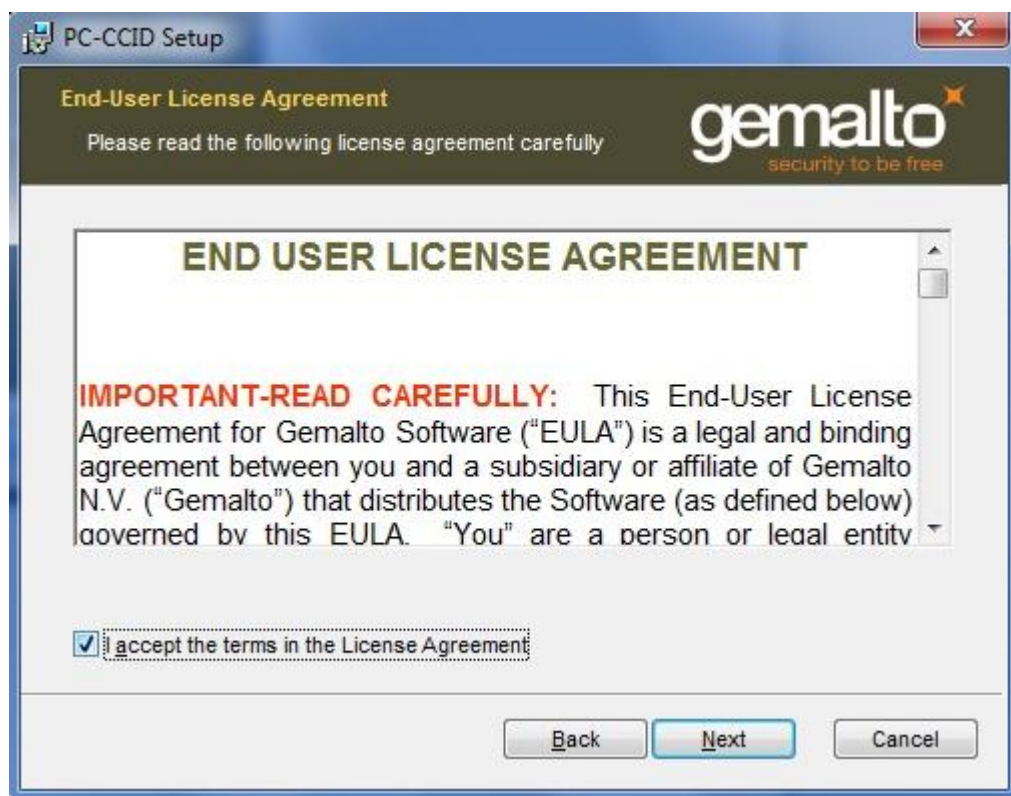 PC-CCID Setup
End-User License Agreement
Please read the following license agreement carefully
gemalto
security to be free
END USER LICENSE AGREEMENT
IMPORTANT-READ CAREFULLY: This End-User License
Agreement for Gemalto Software (“EULA”) is a legal and binding
agreement between you and a subsidiary or affiliate of Gemalto
N.V. (“Gemalto”) that distributes the Software (as defined below)
governed by this EULA. “You” are a person or legal entity
I accept the terms in the License Agreement
Back
Next
Cancel